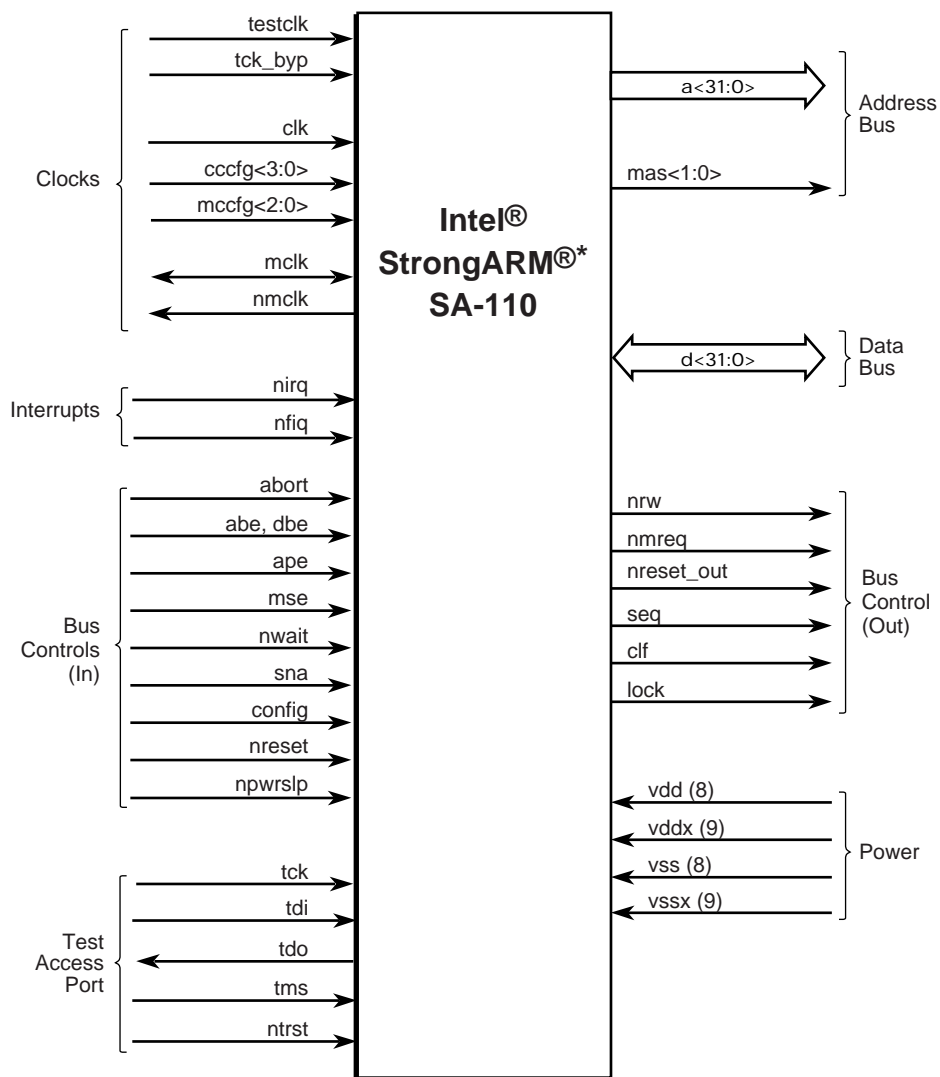 testclk
tck_byp
clk
cccfg<3:0>
mccfg<2:0>
mclk
nmclk
Clocks
nirq
nfiq
Interrupts
abort
abe, dbe
ape
mse
nwait
sna
config
nreset
npwrslp
Bus
Controls
(In)
tck
tdi
tdo
tms
ntrst
Test
Access
Port
Intel®
StrongARM®*
SA-110
a<31:0>
mas<1:0>
Address
Bus
d<31:0>
Data
Bus
nrw
nmreq
nreset_out
seq
clf
lock
Bus
Control
(Out)
vdd (8)
vddx (9)
vss (8)
vssx (9)
Power